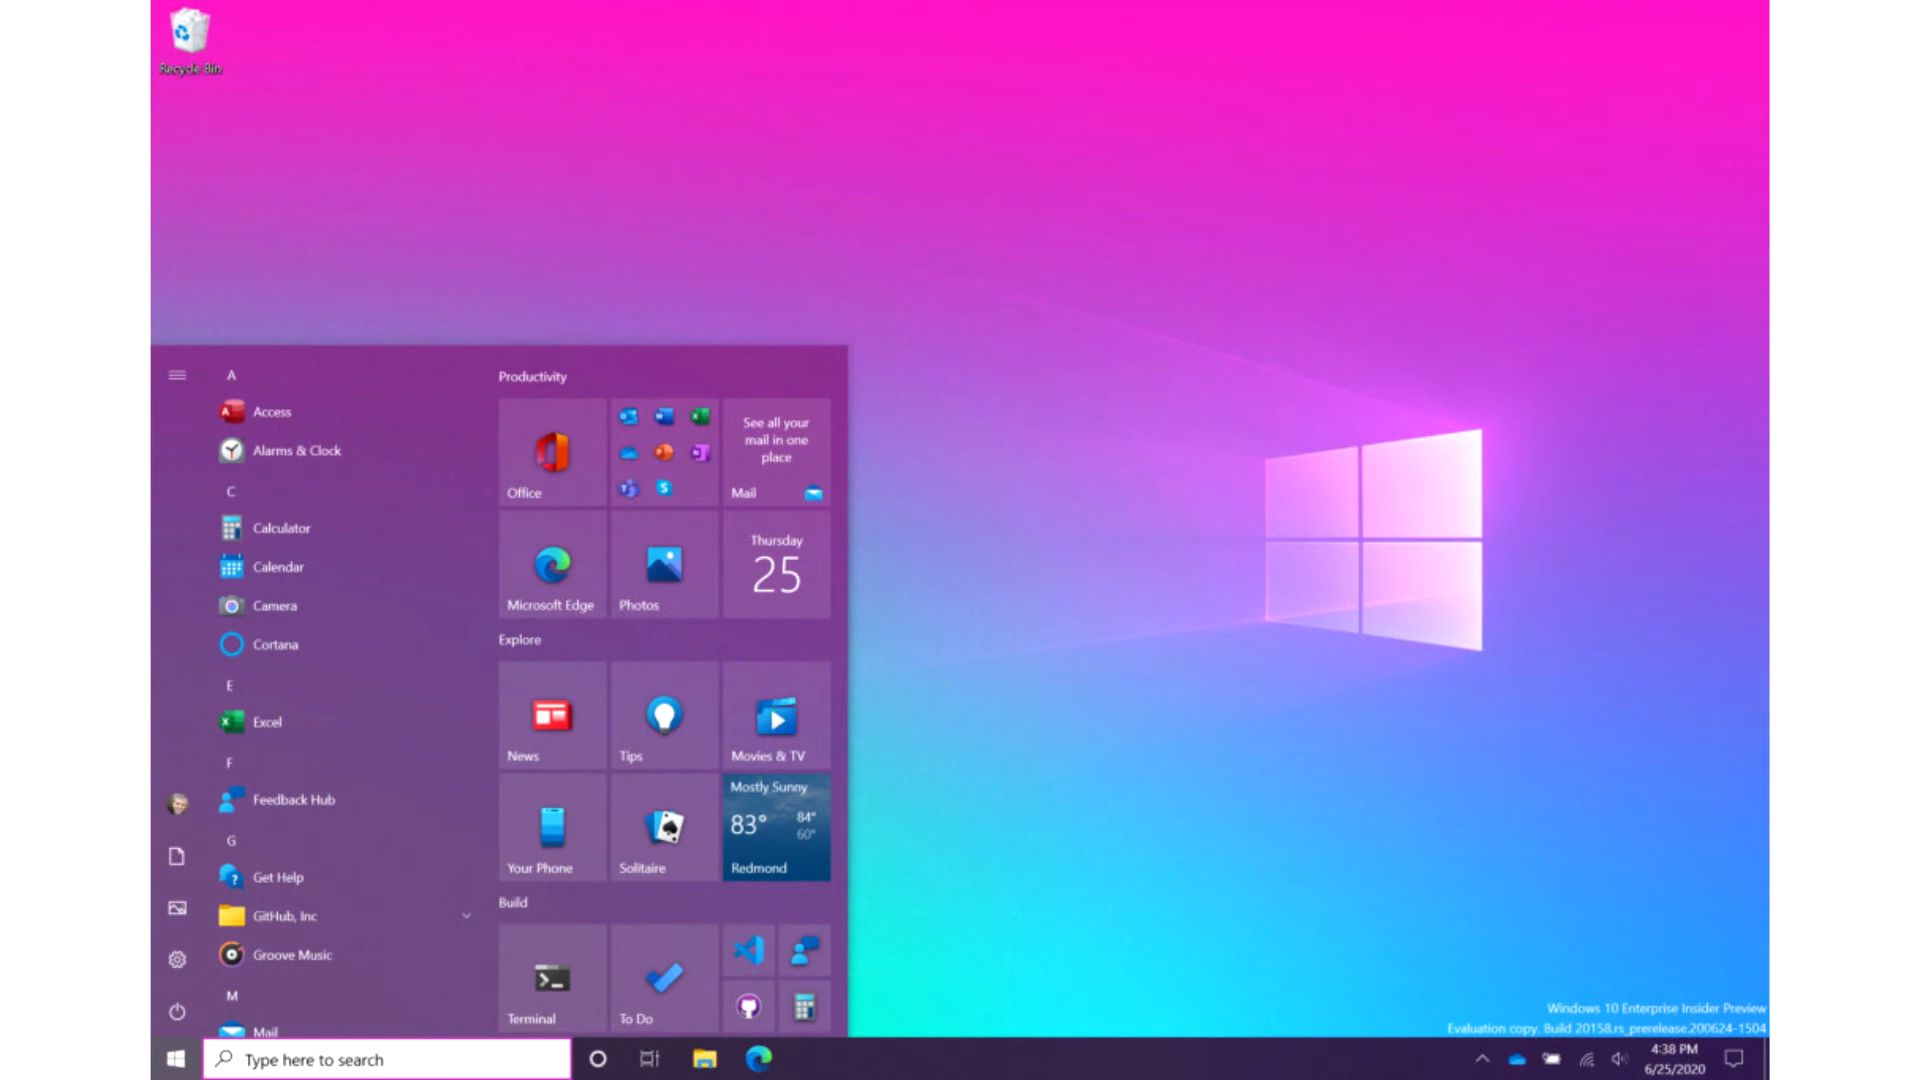 Recycle Bin
A
Access
Alarms & Clock
C
Calculator
Calendar
Camera
Cortana
E
Excel
F
Feedback Hub
G
Get Help
GitHub, Inc
Groove Music
M
Mail
Productivity
Office
See all your
mail in one
place
Mail
Microsoft Edge
Photos
Thursday
25
Explore
News
Tips
Movies & TV
Your Phone
Solitaire
Mostly Sunny
83°
84°
60°
Redmond
Build
Terminal
To Do
Windows 10 Enterprise Insider Preview
Evaluation copy. Build 20158.rs_prerelease.200624-1504
Type here to search
4:38 PM
6/25/2020